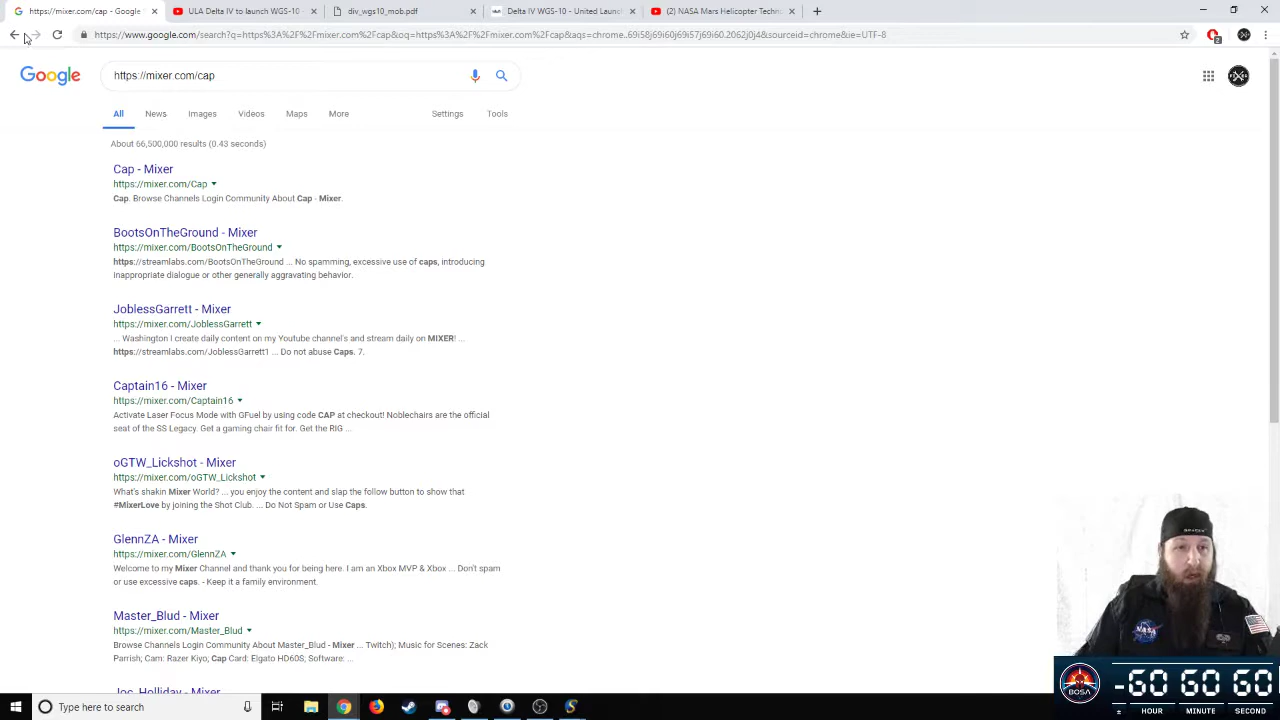 https://mixer.com/cap
ULA Delta IV WGS-10 -
div_wgs10_mob.pdf
Delta IV WGS-10 - United Launch
(2) NASA Mars Helicopter Techn
https://www.google.com/search?q=https%3A%2F%2Fmixer.com%2Fcap&oq=https%3A%2F%2Fmixer.com%2Fcap&aqs=chrome..69i58j69i60j69i57j69i60.2062j0j4&sourceid=chrome&ie=UTF-8
Google
https://mixer.com/cap
All News Images Videos Maps More Settings Tools
About 66,500,000 results (0.43 seconds)
Cap - Mixer
https://mixer.com/Cap
Cap. Browse Channels Login Community About Cap - Mixer.
BootsOnTheGround - Mixer
https://mixer.com/BootsOnTheGround
https://streamlabs.com/BootsOnTheGround ... No spamming, excessive use of caps, introducing
inappropriate dialogue or other generally aggravating behavior.
JoblessGarrett - Mixer
https://mixer.com/JoblessGarrett
... Washington I create daily content on my Youtube channel's and stream daily on MIXER! ...
https://streamlabs.com/JoblessGarrett1 ... Do not abuse Caps. 7.
Captain16 - Mixer
https://mixer.com/Captain16
Activate Laser Focus Mode with GFuel by using code CAP at checkout! Noblechairs are the official
seat of the SS Legacy. Get a gaming chair fit for. Get the RIG ...
oGTW_Lickshot - Mixer
https://mixer.com/oGTW_Lickshot
What's shakin Mixer World? ... you enjoy the content and slap the follow button to show that
#MixerLove by joining the Shot Club. ... Do Not Spam or Use Caps.
GlennZA - Mixer
https://mixer.com/GlennZA
Welcome to my Mixer Channel and thank you for being here. I am an Xbox MVP & Xbox ... Don't spam
or use excessive caps. - Keep it a family environment.
Master_Blud - Mixer
https://mixer.com/Master_Blud
Browse Channels Login Community About Master_Blud - Mixer ... Twitch); Music for Scenes: Zack
Parrish; Cam: Razer Kiyo; Cap Card: Elgato HD60S; Software: ...
Joc_Holliday - Mixer
NASA
BOSA
-60 60 60
± HOUR MINUTE SECOND
Type here to search